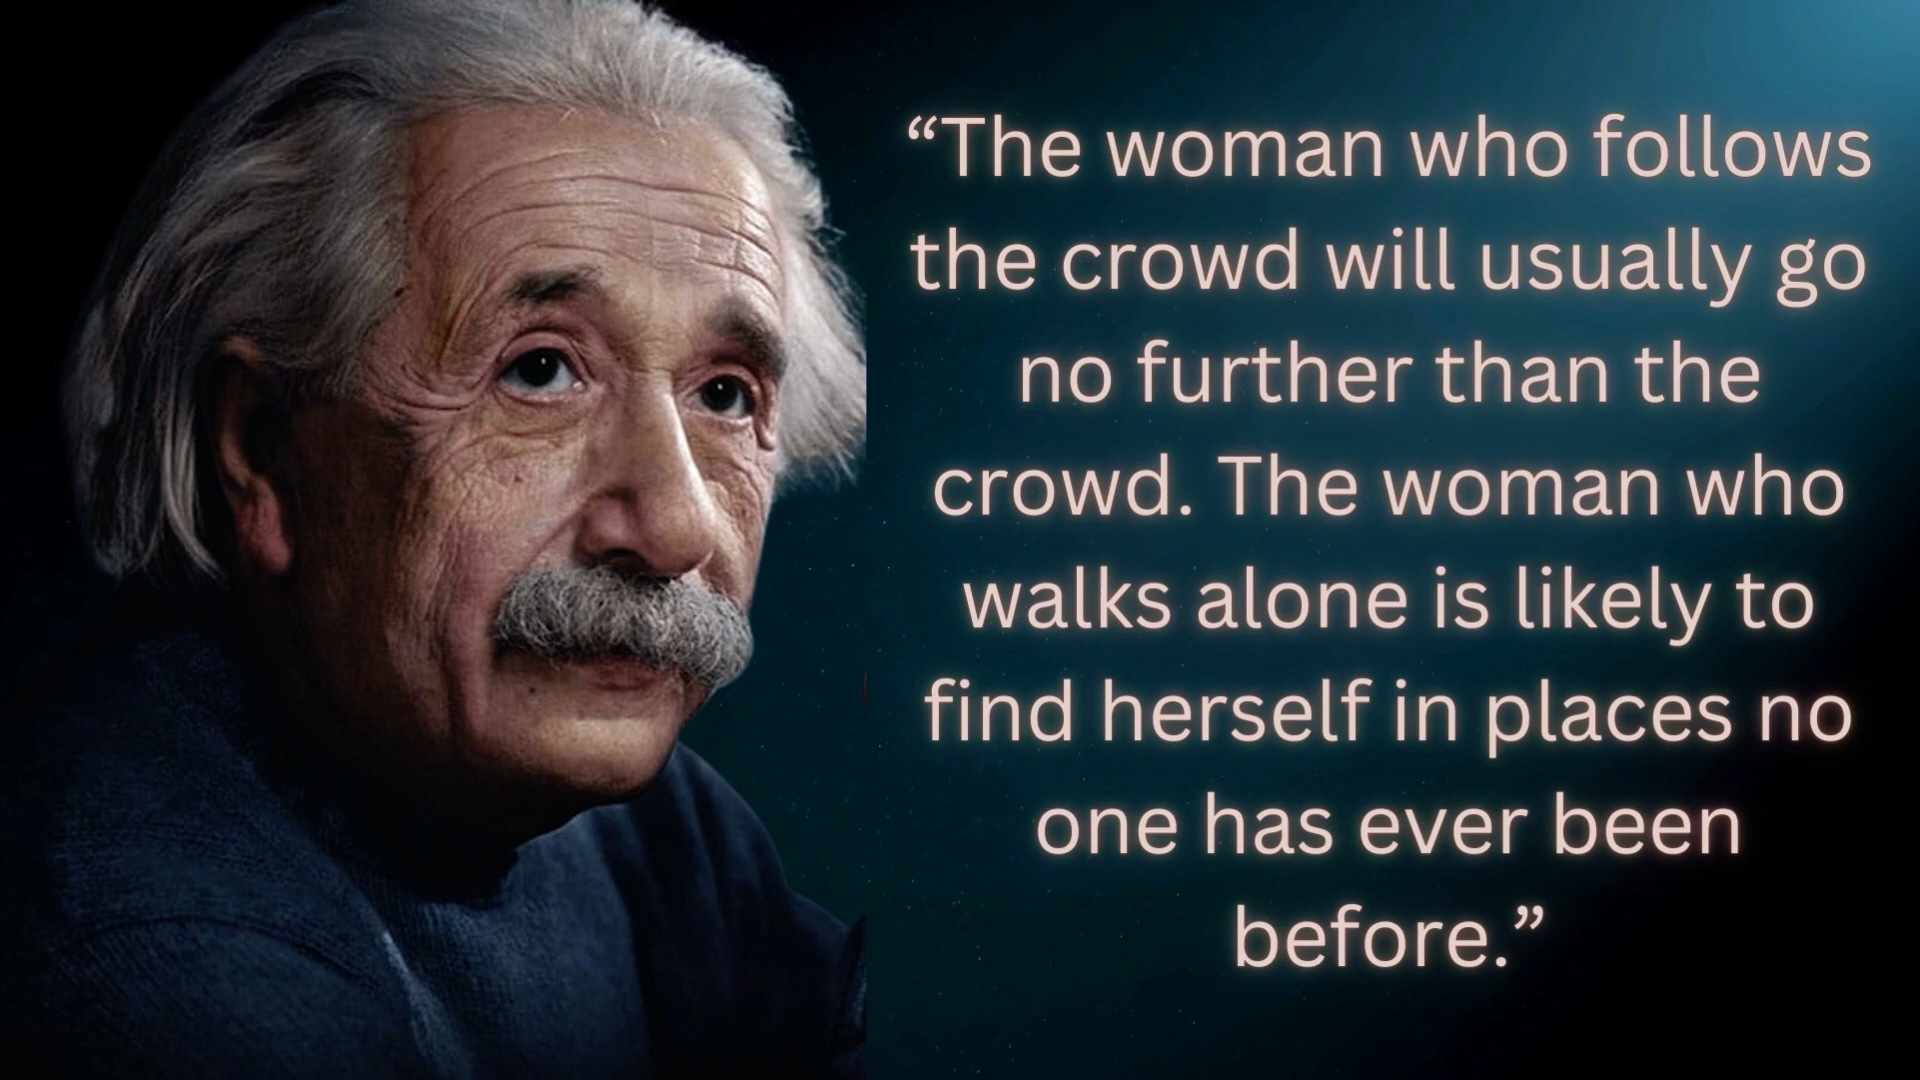 “The woman who follows
the crowd will usually go
no further than the
crowd. The woman who
walks alone is likely to
find herself in places no
one has ever been
before.”